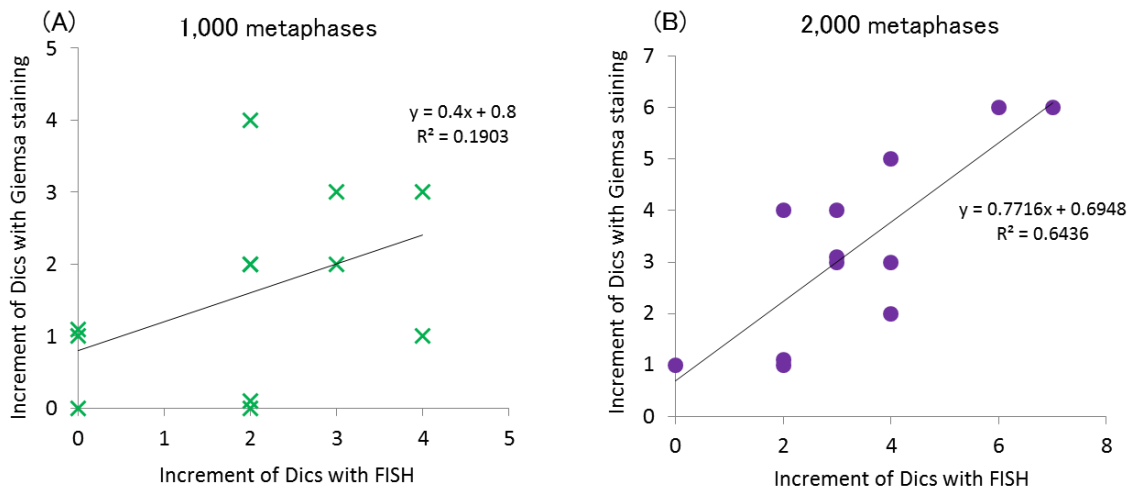 (A)
1,000 metaphases
Increment of Dics with Giemsa staining
5
4
3
2
1
0
y = 0.4x + 0.8
R² = 0.1903
0 1 2 3 4 5
Increment of Dics with FISH
(B)
2,000 metaphases
Increment of Dics with Giemsa staining
7
6
5
4
3
2
1
0
y = 0.7716x + 0.6948
R² = 0.6436
0 2 4 6 8
Increment of Dics with FISH